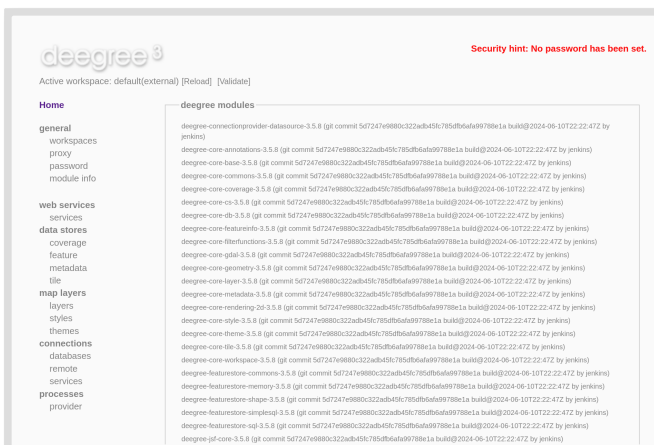 deegree 3
Security hint: No password has been set.
Active workspace: default(external) [Reload] [Validate]
Home
general
workspaces
proxy
password
module info
web services
services
data stores
coverage
feature
metadata
tile
map layers
layers
styles
themes
connections
databases
remote
services
processes
provider
deegree modules
deegree-connectionprovider-datasource-3.5.8 (git commit 5d7247e9880c322adb45fc785dfb6afa99788e1a build@2024-06-10T22:22:47Z by
jenkins)
deegree-core-annotations-3.5.8 (git commit 5d7247e9880c322adb45fc785dfb6afa99788e1a build@2024-06-10T22:22:47Z by jenkins)
deegree-core-base-3.5.8 (git commit 5d7247e9880c322adb45fc785dfb6afa99788e1a build@2024-06-10T22:22:47Z by jenkins)
deegree-core-commons-3.5.8 (git commit 5d7247e9880c322adb45fc785dfb6afa99788e1a build@2024-06-10T22:22:47Z by jenkins)
deegree-core-coverage-3.5.8 (git commit 5d7247e9880c322adb45fc785dfb6afa99788e1a build@2024-06-10T22:22:47Z by jenkins)
deegree-core-cs-3.5.8 (git commit 5d7247e9880c322adb45fc785dfb6afa99788e1a build@2024-06-10T22:22:47Z by jenkins)
deegree-core-db-3.5.8 (git commit 5d7247e9880c322adb45fc785dfb6afa99788e1a build@2024-06-10T22:22:47Z by jenkins)
deegree-core-featureinfo-3.5.8 (git commit 5d7247e9880c322adb45fc785dfb6afa99788e1a build@2024-06-10T22:22:47Z by jenkins)
deegree-core-filterfunctions-3.5.8 (git commit 5d7247e9880c322adb45fc785dfb6afa99788e1a build@2024-06-10T22:22:47Z by jenkins)
deegree-core-gdal-3.5.8 (git commit 5d7247e9880c322adb45fc785dfb6afa99788e1a build@2024-06-10T22:22:47Z by jenkins)
deegree-core-geometry-3.5.8 (git commit 5d7247e9880c322adb45fc785dfb6afa99788e1a build@2024-06-10T22:22:47Z by jenkins)
deegree-core-layer-3.5.8 (git commit 5d7247e9880c322adb45fc785dfb6afa99788e1a build@2024-06-10T22:22:47Z by jenkins)
deegree-core-metadata-3.5.8 (git commit 5d7247e9880c322adb45fc785dfb6afa99788e1a build@2024-06-10T22:22:47Z by jenkins)
deegree-core-rendering-2d-3.5.8 (git commit 5d7247e9880c322adb45fc785dfb6afa99788e1a build@2024-06-10T22:22:47Z by jenkins)
deegree-core-style-3.5.8 (git commit 5d7247e9880c322adb45fc785dfb6afa99788e1a build@2024-06-10T22:22:47Z by jenkins)
deegree-core-theme-3.5.8 (git commit 5d7247e9880c322adb45fc785dfb6afa99788e1a build@2024-06-10T22:22:47Z by jenkins)
deegree-core-tile-3.5.8 (git commit 5d7247e9880c322adb45fc785dfb6afa99788e1a build@2024-06-10T22:22:47Z by jenkins)
deegree-core-workspace-3.5.8 (git commit 5d7247e9880c322adb45fc785dfb6afa99788e1a build@2024-06-10T22:22:47Z by jenkins)
deegree-featurestore-commons-3.5.8 (git commit 5d7247e9880c322adb45fc785dfb6afa99788e1a build@2024-06-10T22:22:47Z by jenkins)
deegree-featurestore-memory-3.5.8 (git commit 5d7247e9880c322adb45fc785dfb6afa99788e1a build@2024-06-10T22:22:47Z by jenkins)
deegree-featurestore-shape-3.5.8 (git commit 5d7247e9880c322adb45fc785dfb6afa99788e1a build@2024-06-10T22:22:47Z by jenkins)
deegree-featurestore-simplesql-3.5.8 (git commit 5d7247e9880c322adb45fc785dfb6afa99788e1a build@2024-06-10T22:22:47Z by jenkins)
deegree-featurestore-sql-3.5.8 (git commit 5d7247e9880c322adb45fc785dfb6afa99788e1a build@2024-06-10T22:22:47Z by jenkins)
deegree-jsf-core-3.5.8 (git commit 5d7247e9880c322adb45fc785dfb6afa99788e1a build@2024-06-10T22:22:47Z by jenkins)